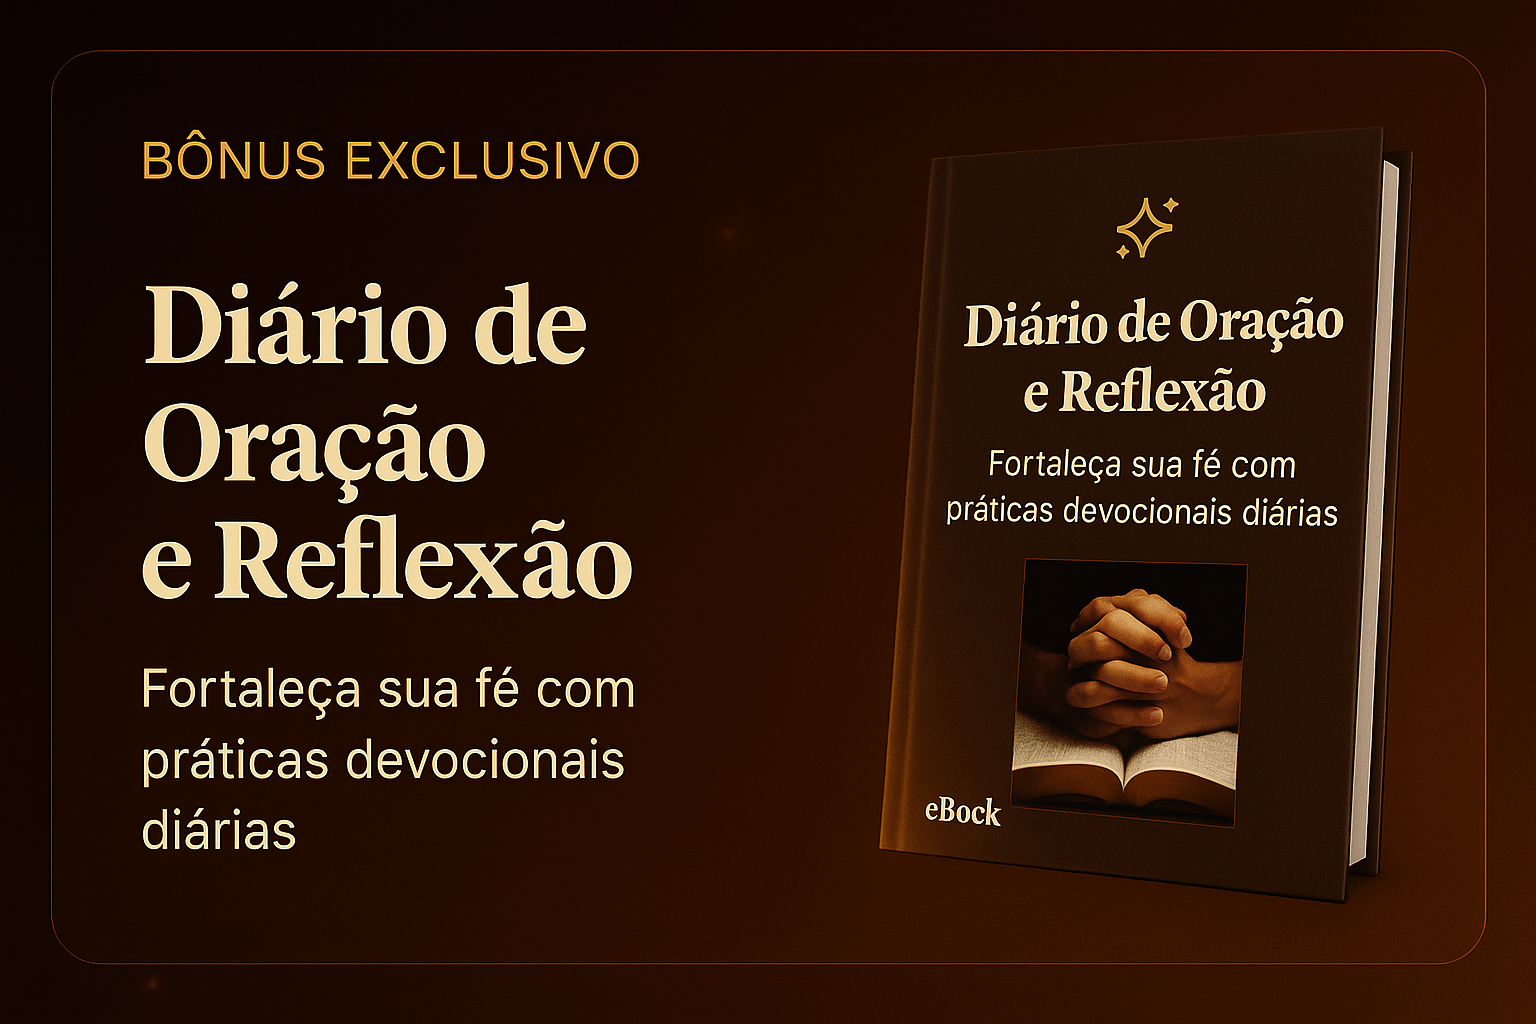 BÔNUS EXCLUSIVO
Diário de
Oração
e Reflexão
Fortaleça sua fé com
práticas devocionais
diárias
Diário de Oração
e Reflexão
Fortaleça sua fé com
práticas devocionais diárias
eBock